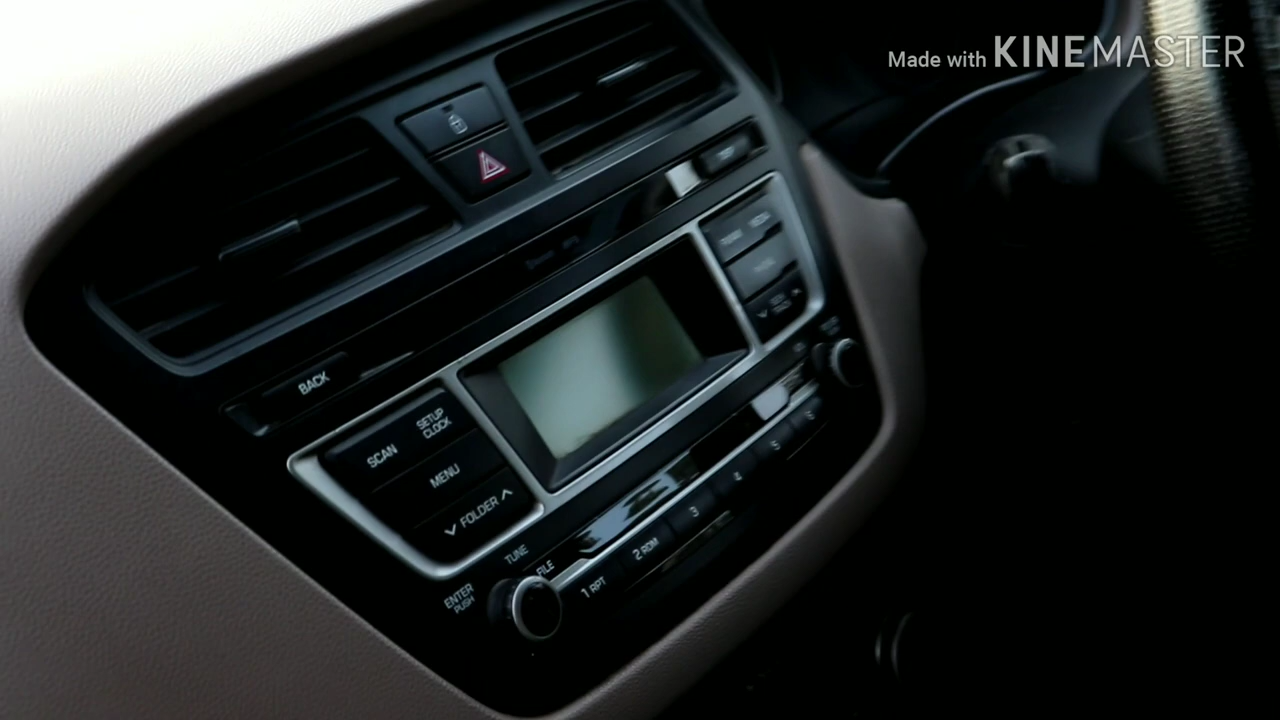 Made with KINEMASTER
BACK
SCAN
SETUP
CLOCK
MENU
FOLDER
TUNE
FILE
ENTER
PUSH
1 RPT
2 RDM
3
4
5